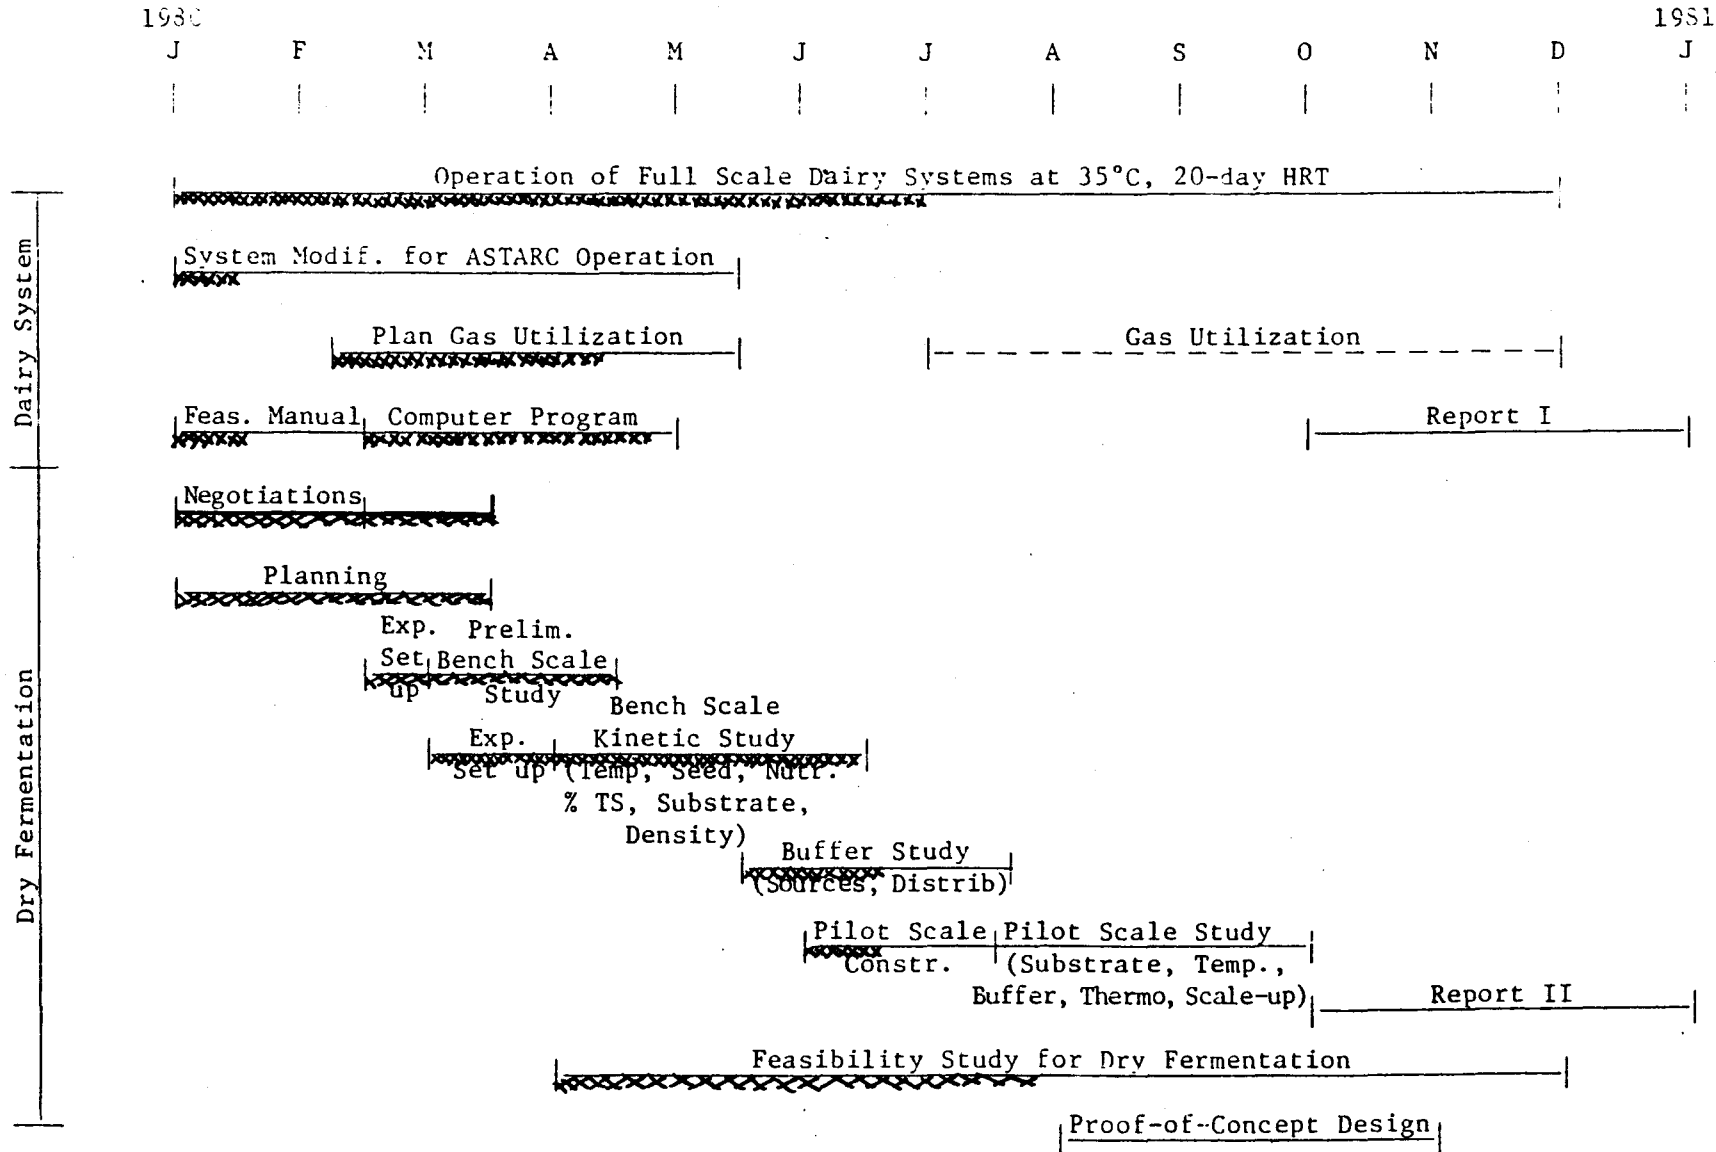 1980 1981
J F M A M J J A S O N D J
Operation of Full Scale Dairy Systems at 35°C, 20-day HRT
System Modif. for ASTARC Operation
Plan Gas Utilization Gas Utilization
Feas. Manual Computer Program Report I
Dairy System
Negotiations
Planning
Exp. Prelim.
Set Bench Scale
up Study
Bench Scale
Exp. Kinetic Study
Set up (Temp, Seed, Nutr.
% TS, Substrate,
Density)
Buffer Study
(Sources, Distrib)
Pilot Scale Pilot Scale Study
Constr. (Substrate, Temp.,
Buffer, Thermo, Scale-up)
Report II
Feasibility Study for Dry Fermentation
Proof-of-Concept Design
Dry Fermentation